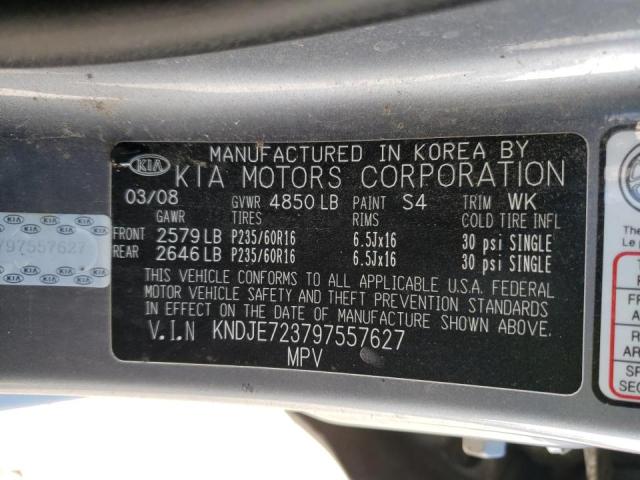 MANUFACTURED IN KOREA BY
KIA KIA MOTORS CORPORATION
03/08 GVWR 4850 LB PAINT S4 TRIM WK
GAWR TIRES RIMS COLD TIRE INFL
FRONT 2579 LB P235/60R16 6.5Jx16 30 psi SINGLE
REAR 2646 LB P235/60R16 6.5Jx16 30 psi SINGLE
THIS VEHICLE CONFORMS TO ALL APPLICABLE U.S.A. FEDERAL
MOTOR VEHICLE SAFETY AND THEFT PREVENTION STANDARDS
IN EFFECT ON THE DATE OF MANUFACTURE SHOWN ABOVE.
V.I.N KNDJE723797557627
MPV
797557627
The
Le